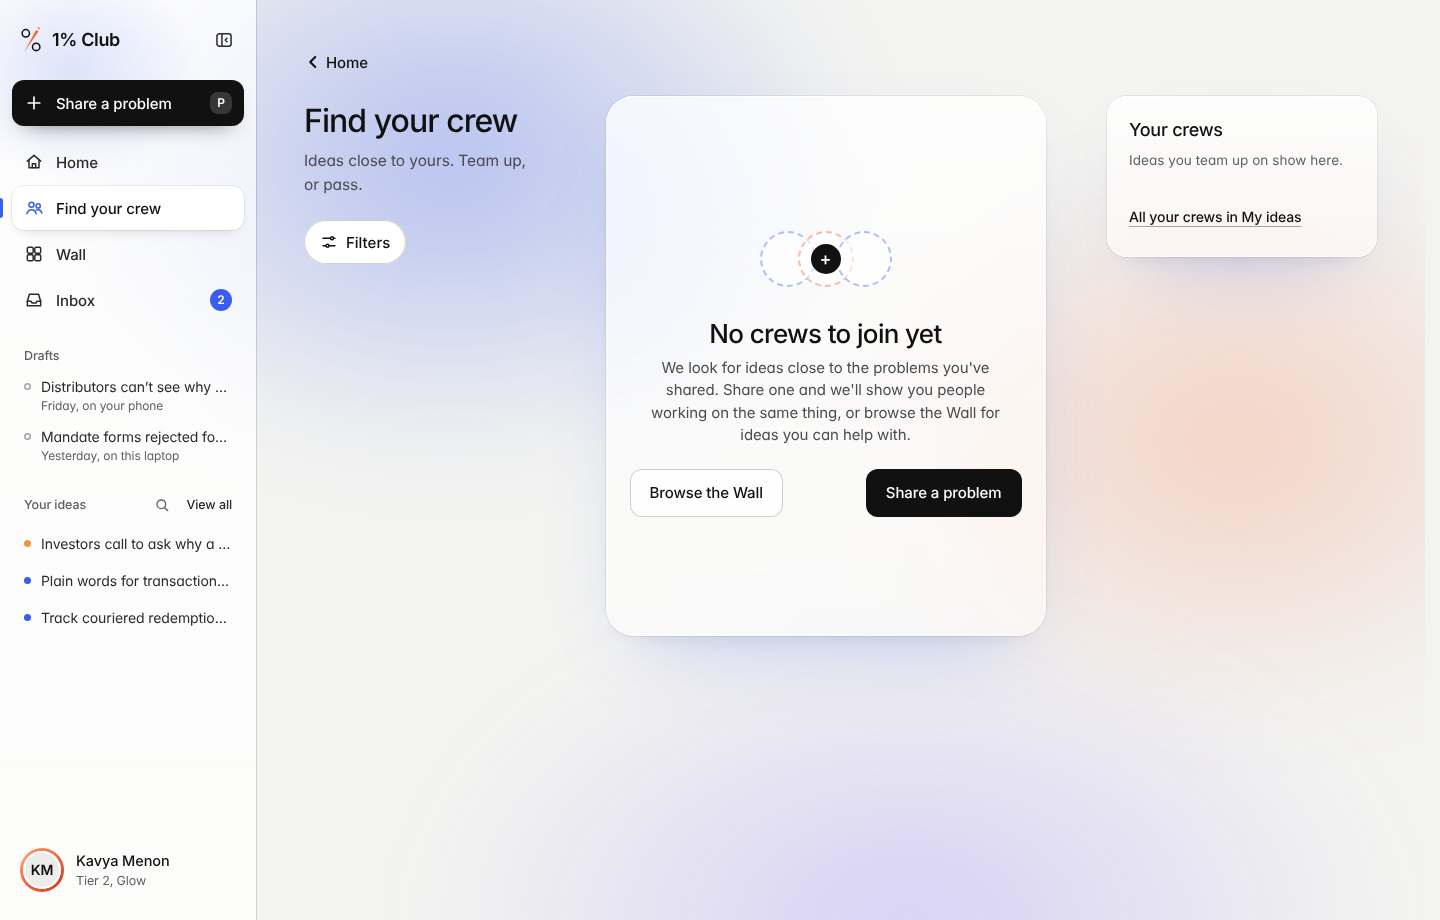 1% Club
Share a problem
P
Home
Find your crew
Wall
Inbox
2
Drafts
Distributors can't see why ...
Friday, on your phone
Mandate forms rejected fo...
Yesterday, on this laptop
Your ideas
View all
Investors call to ask why a ...
Plain words for transaction...
Track couriered redemptio...
KM
Kavya Menon
Tier 2, Glow
Home
Find your crew
Ideas close to yours. Team up,
or pass.
Filters
No crews to join yet
We look for ideas close to the problems you've
shared. Share one and we'll show you people
working on the same thing, or browse the Wall for
ideas you can help with.
Browse the Wall
Share a problem
Your crews
Ideas you team up on show here.
All your crews in My ideas